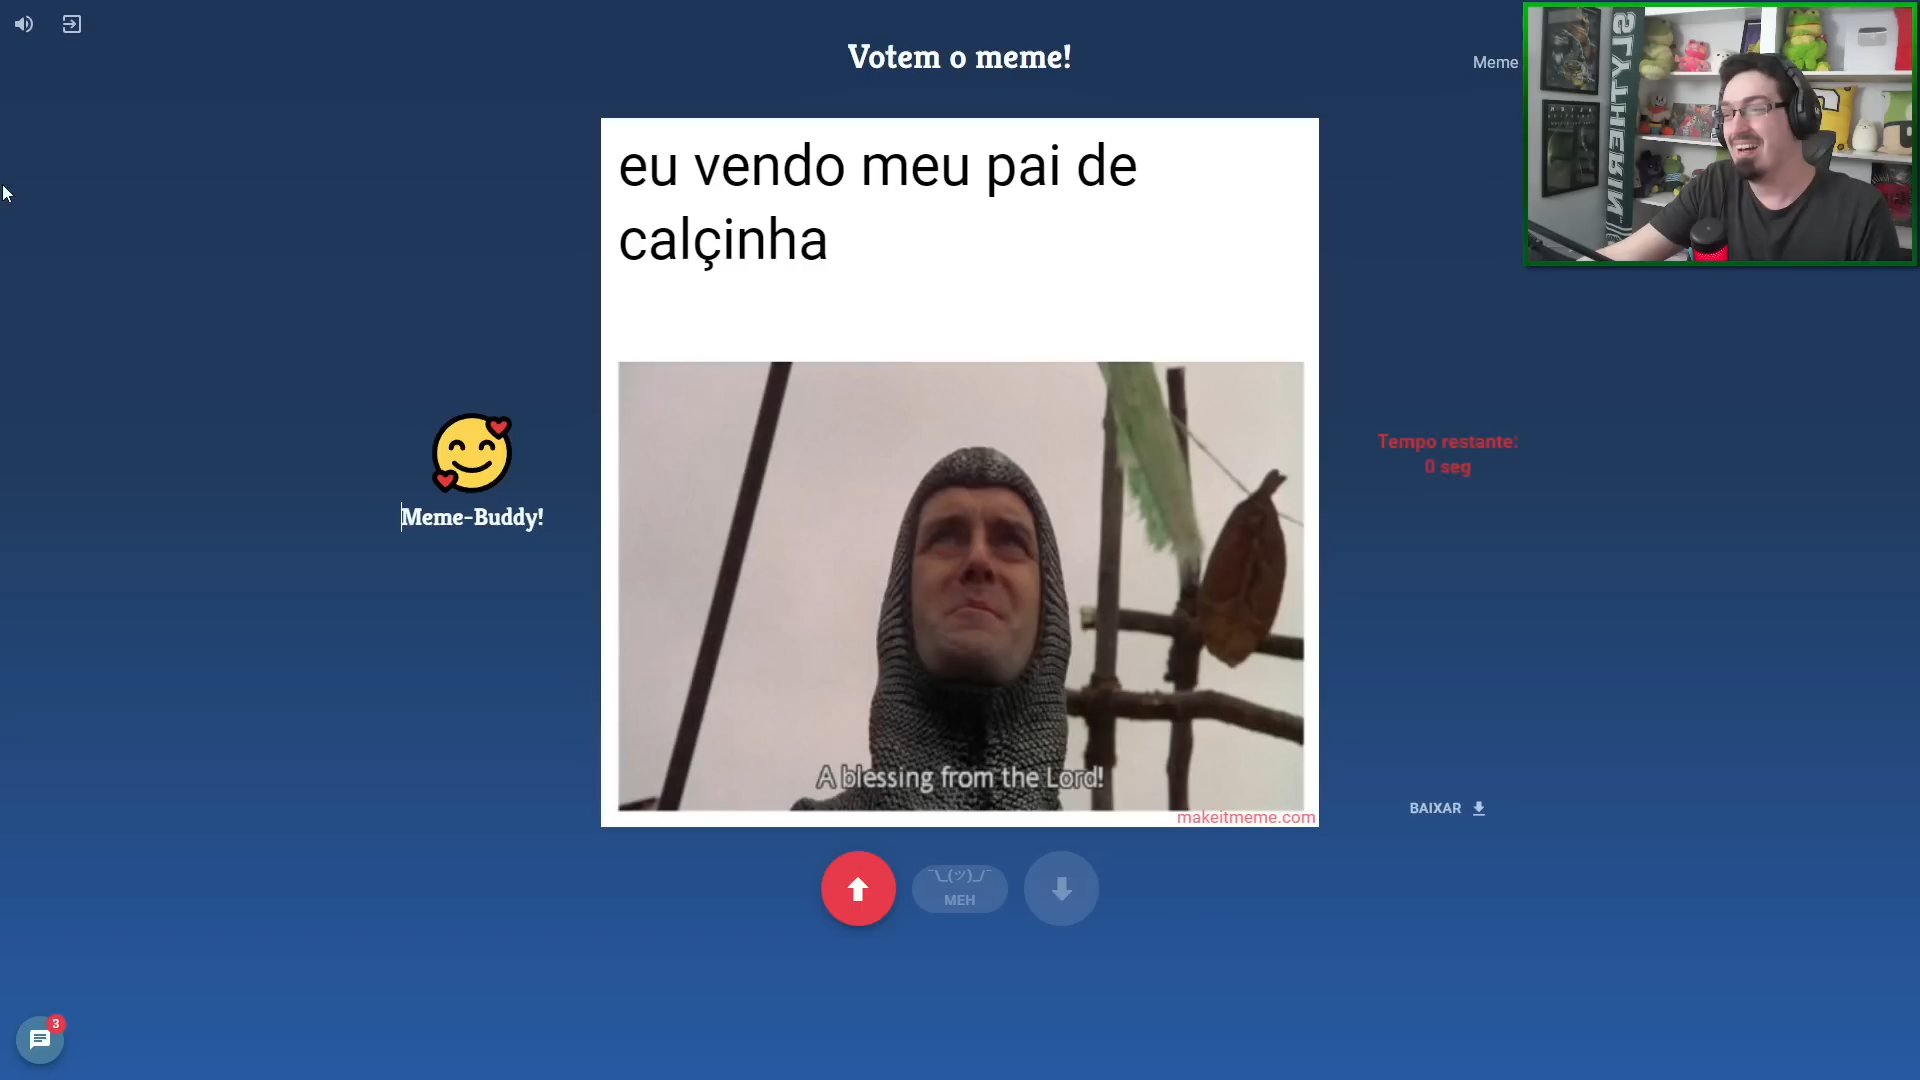 Votem o meme!
Meme
SLYTHERIN
eu vendo meu pai de
calçinha
Meme-Buddy!
Tempo restante:
0 seg
A blessing from the Lord!
makeitmeme.com
BAIXAR
¯\_(ツ)_/¯
MEH
3